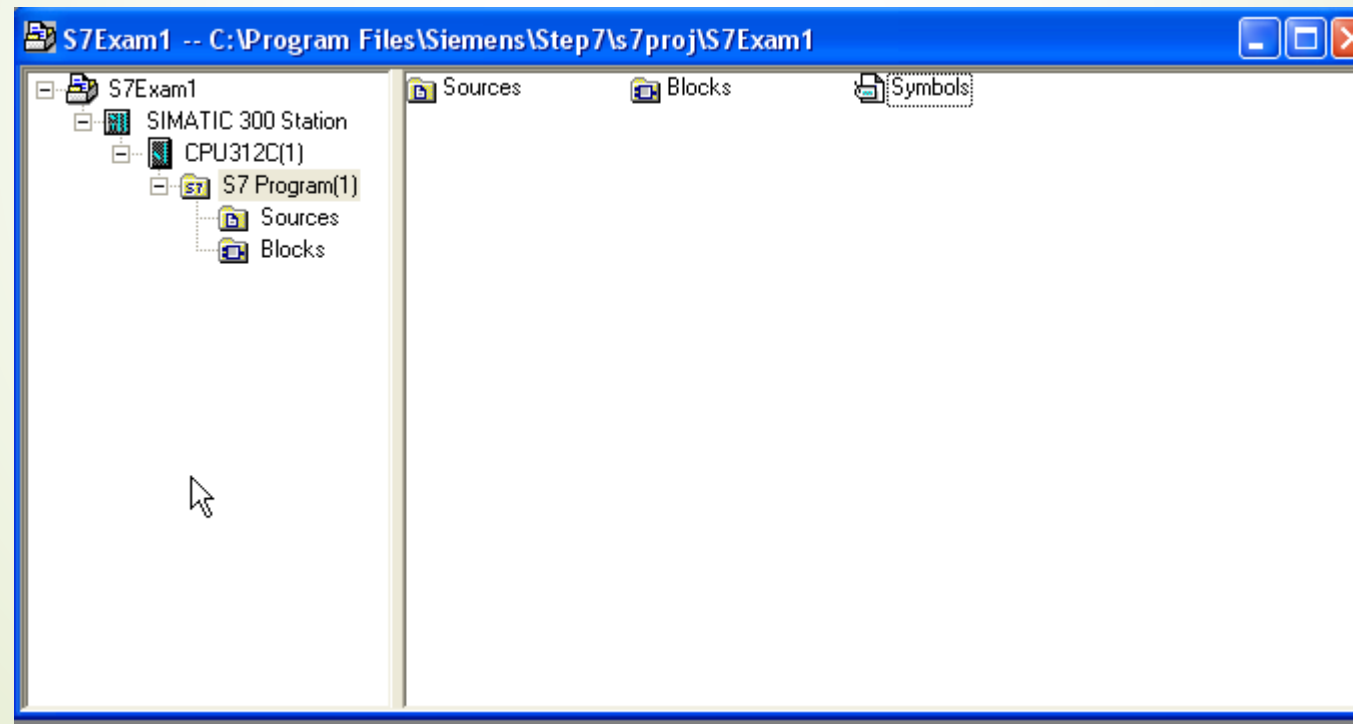 S7Exam1 -- C:\Program Files\Siemens\Step7\s7proj\S7Exam1
S7Exam1
SIMATIC 300 Station
CPU312C(1)
S7 Program(1)
Sources
Blocks
Sources Blocks Symbols